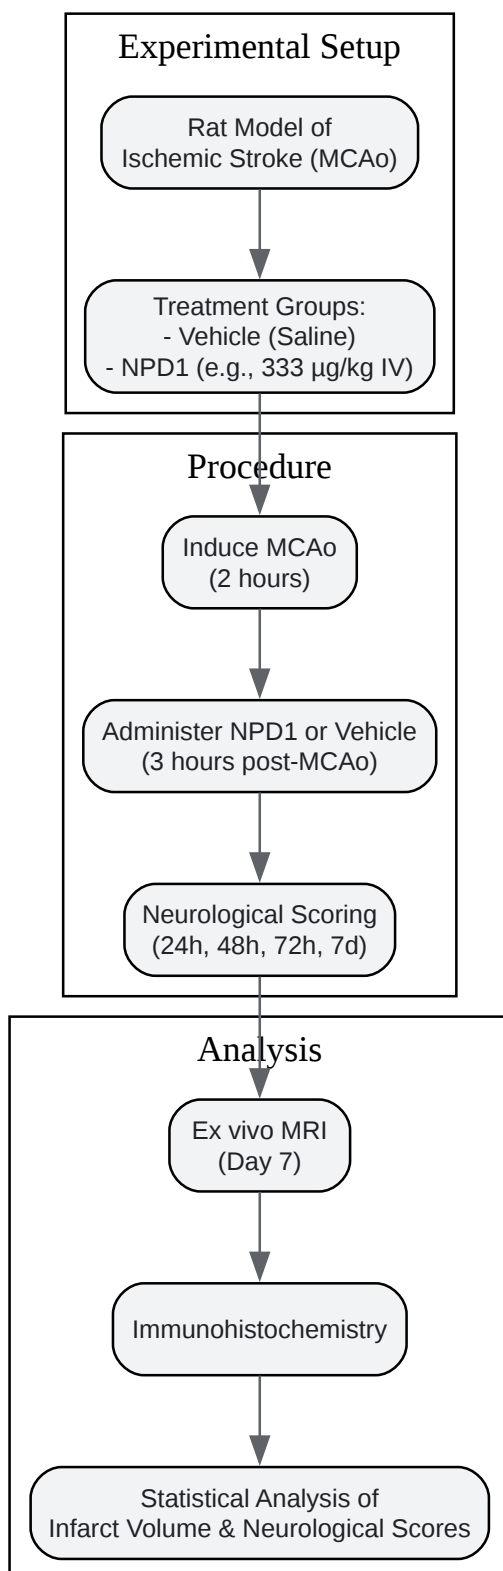 Experimental Setup
Rat Model of
Ischemic Stroke (MCAo)
Treatment Groups:
- Vehicle (Saline)
- NPD1 (e.g., 333 µg/kg IV)
Procedure
Induce MCAo
(2 hours)
Administer NPD1 or Vehicle
(3 hours post-MCAo)
Neurological Scoring
(24h, 48h, 72h, 7d)
Analysis
Ex vivo MRI
(Day 7)
Immunohistochemistry
Statistical Analysis of
Infarct Volume & Neurological Scores